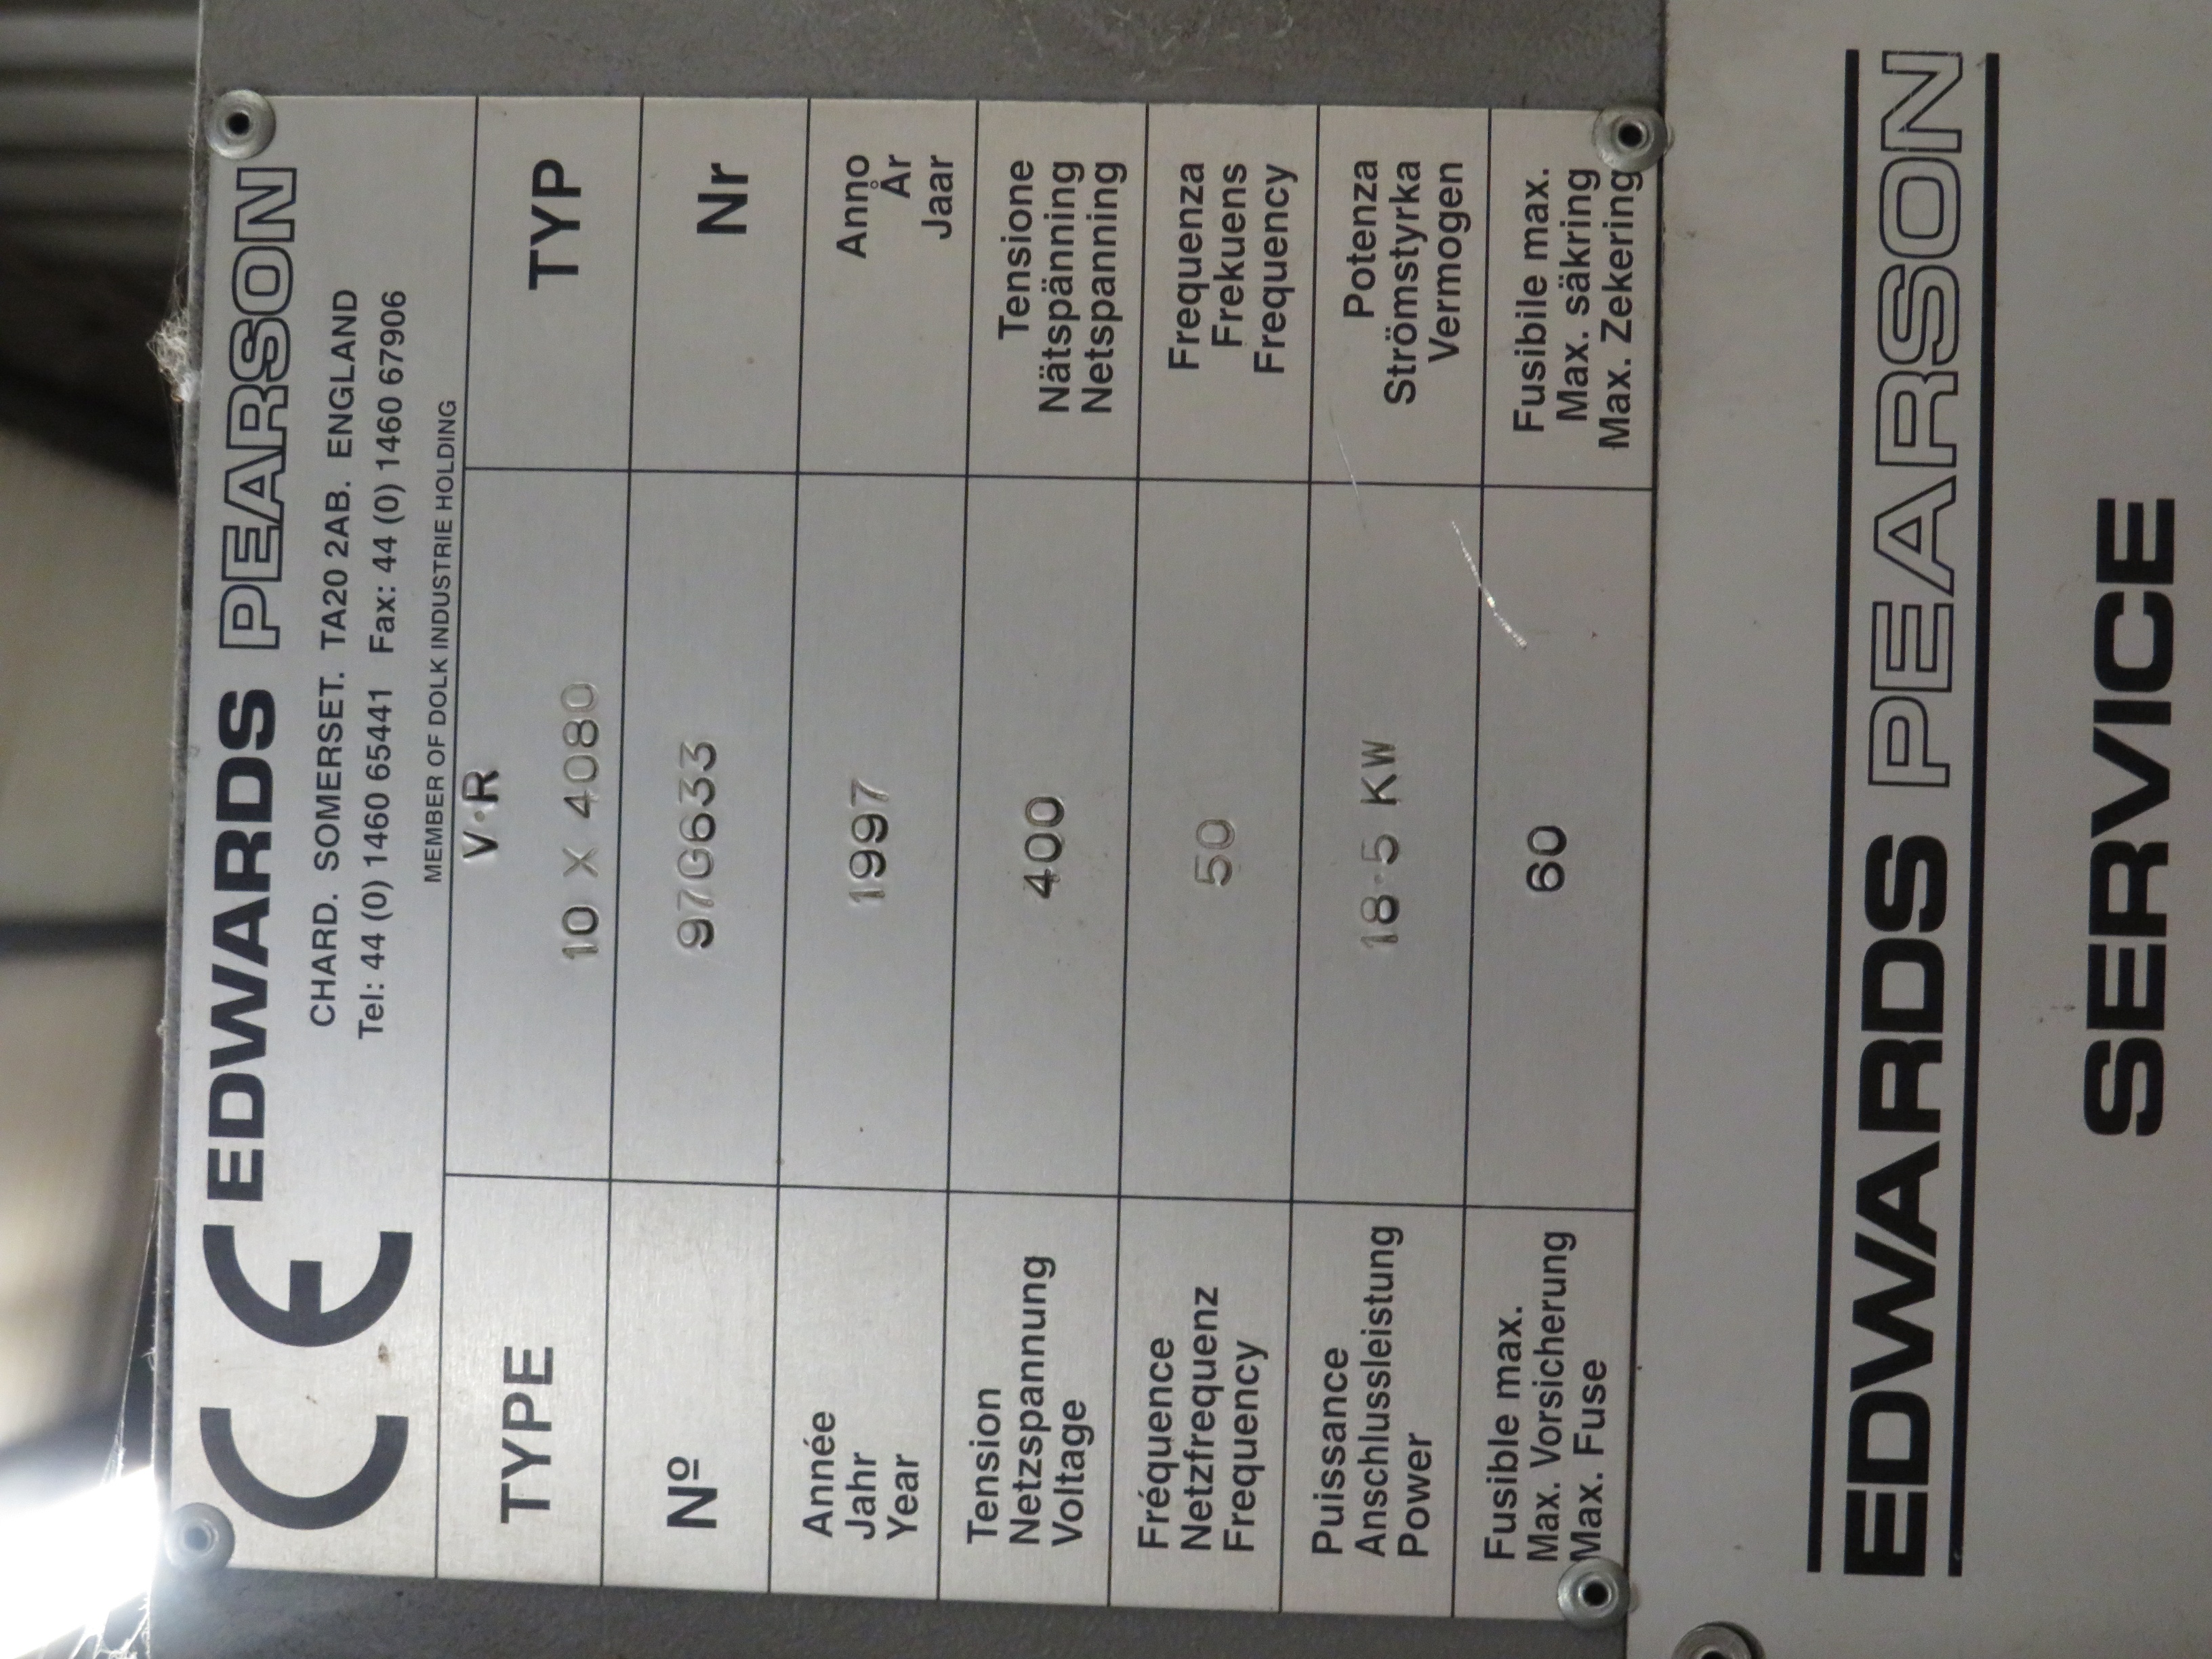 CE EDWARDS PEARSON
CHARD. SOMERSET. TA20 2AB. ENGLAND
Tel: 44 (0) 1460 65441 Fax: 44 (0) 1460 67906
MEMBER OF DOLK INDUSTRIE HOLDING
V·R
TYPE 10 X 4080 TYP
Nº 97G633 Nr
Année
Jahr
Year
1997
Anno
År
Jaar
Tension
Netzspannung
Voltage
400
Tensione
Nätspänning
Netspanning
Fréquence
Netzfrequenz
Frequency
50
Frequenza
Frekuens
Frequency
Puissance
Anschlussleistung
Power
18·5 KW
Potenza
Strömstyrka
Vermogen
Fusible max.
Max. Vorsicherung
Max. Fuse
60
Fusibile max.
Max. säkring
Max. Zekering
EDWARDS PEARSON
SERVICE